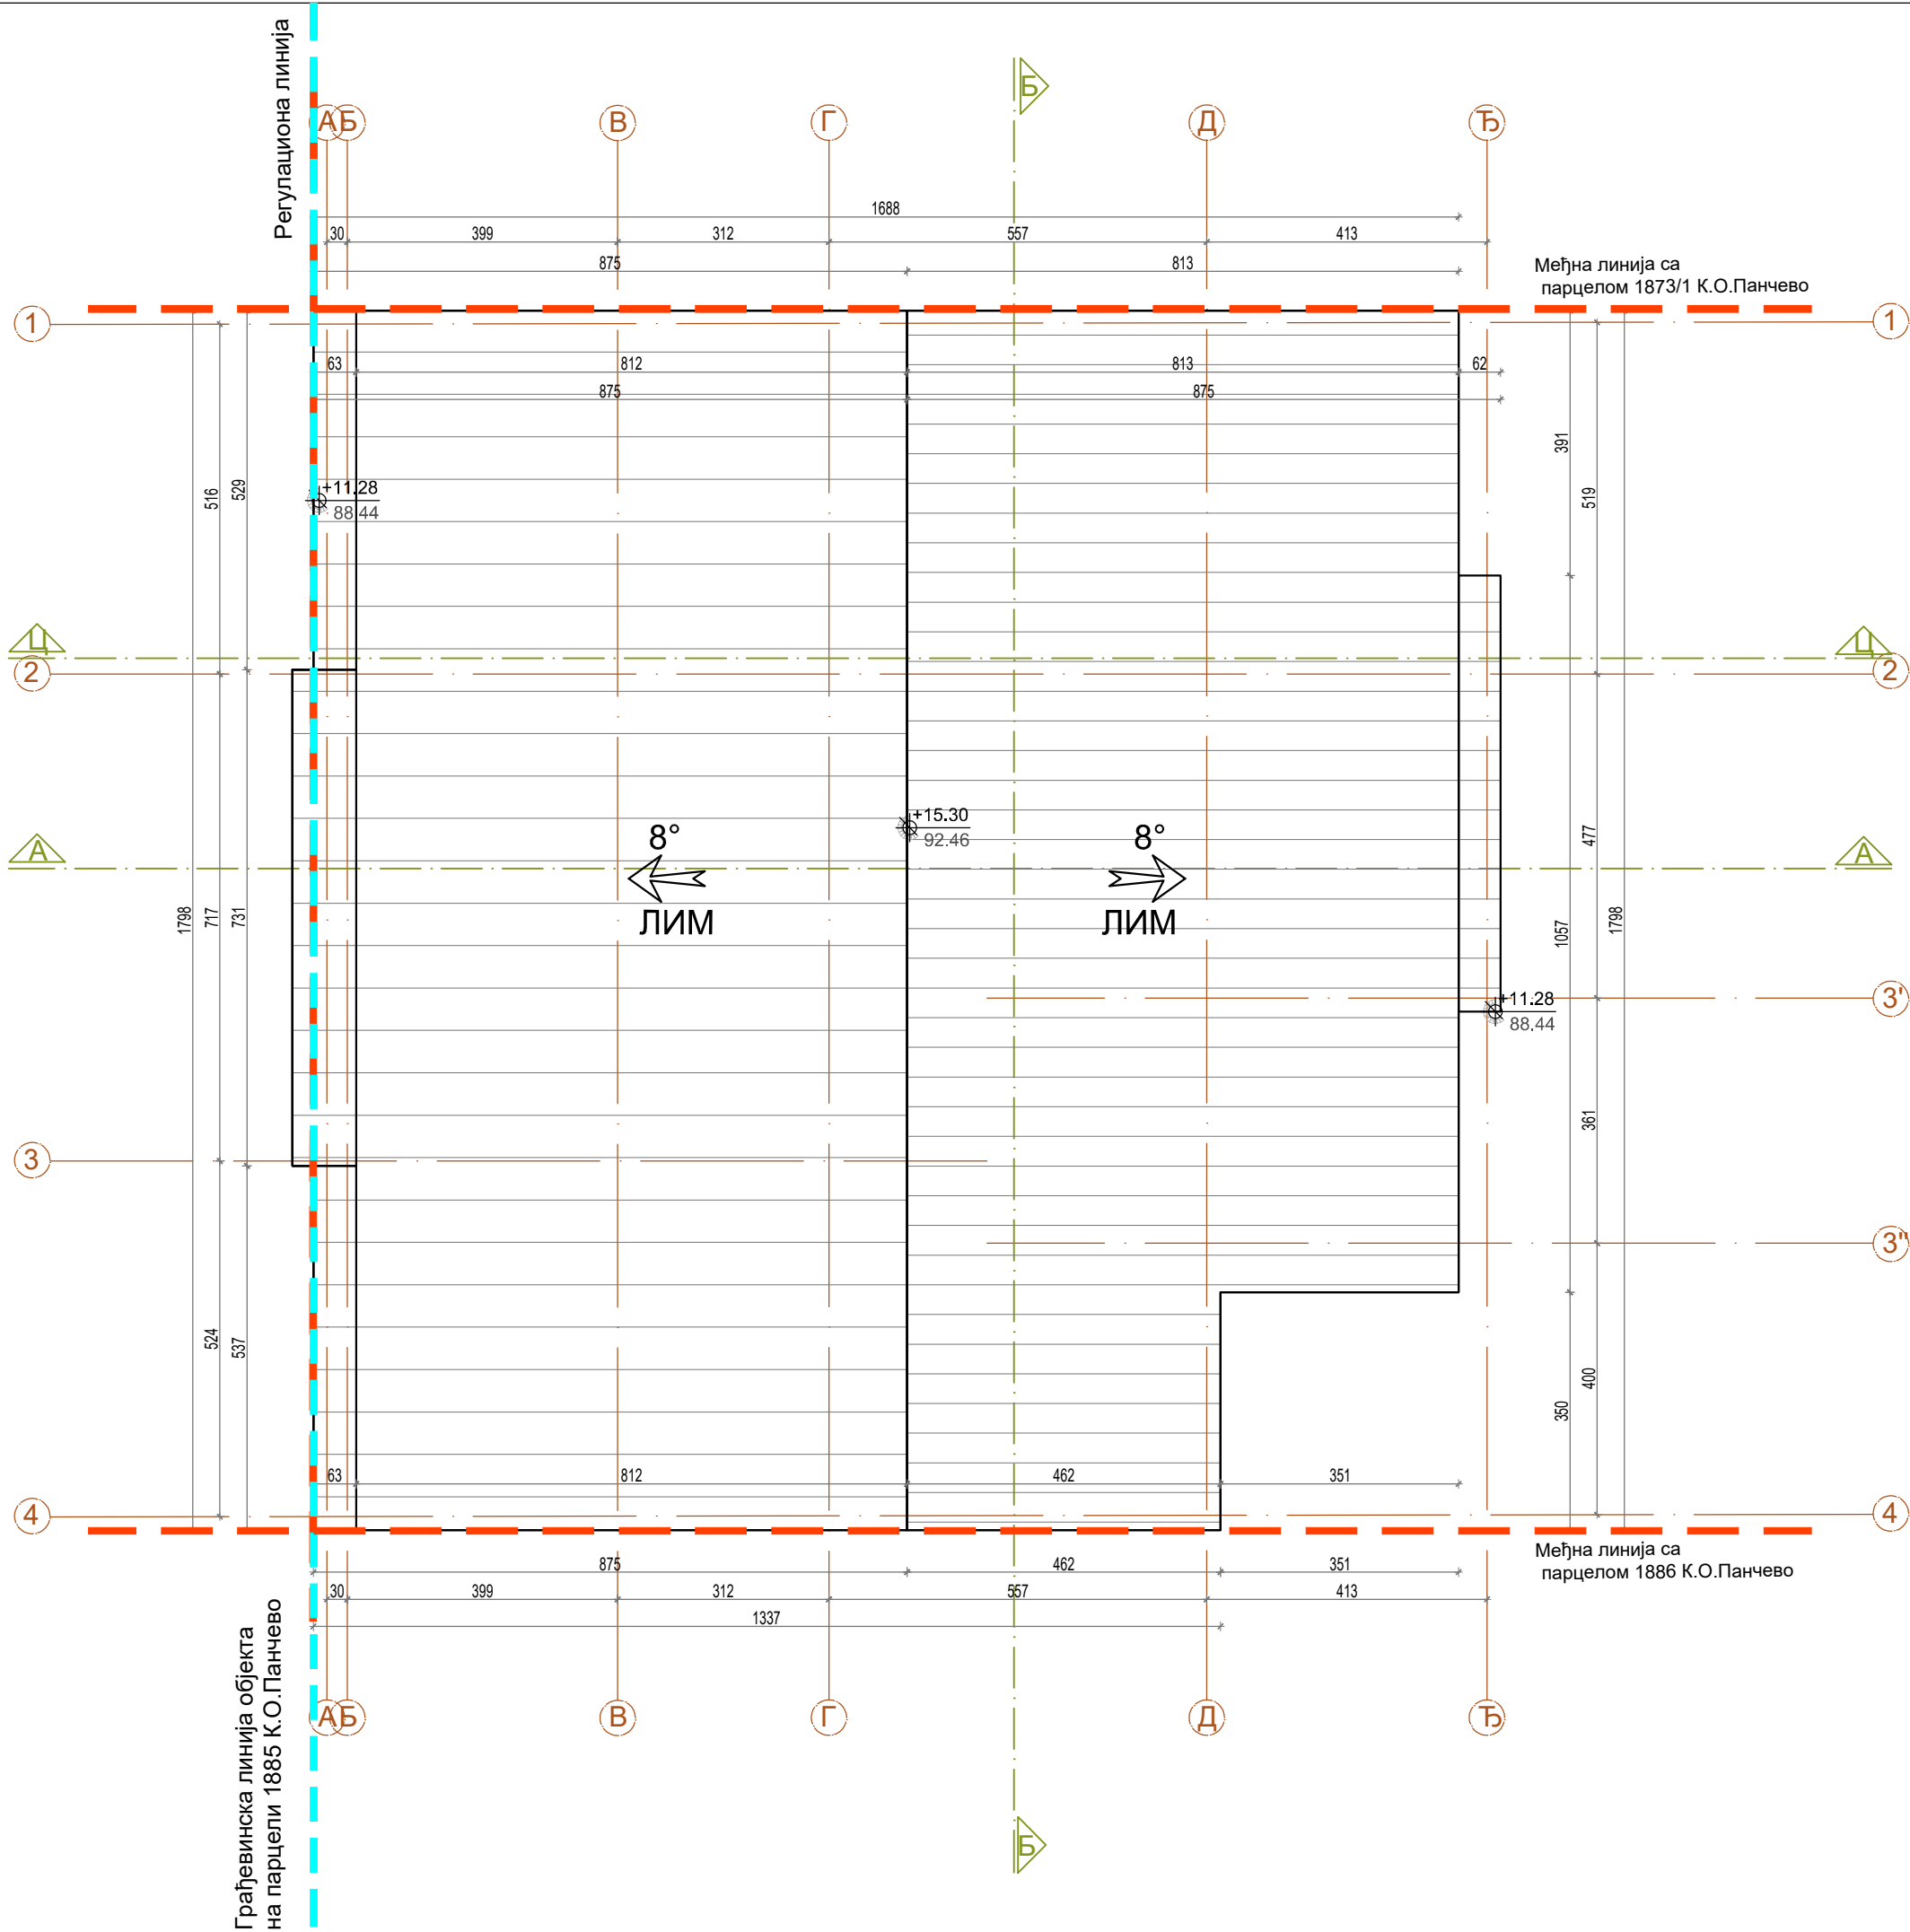 Регулациона линија
Б
А Б В Г Д Ђ
1688
30 399 312 557 413
875 813
Међна линија са
парцелом 1873/1 К.О.Панчево
1 1
63 812 813 62
875 875
391
516 529 519
+11.28
88.44
Ц Ц
2 2
+15.30
92.46
8° 8°
477
А А
ЛИМ ЛИМ
1798 717 731 1057 1798
+11.28
88.44
3'
361
3
3"
524 537 400
350
63 812 462 351
4 4
Међна линија са
парцелом 1886 К.О.Панчево
875 462 351
30 399 312 557 413
1337
Грађевинска линија објекта
на парцели 1885 К.О.Панчево
А Б В Г Д Ђ
Б